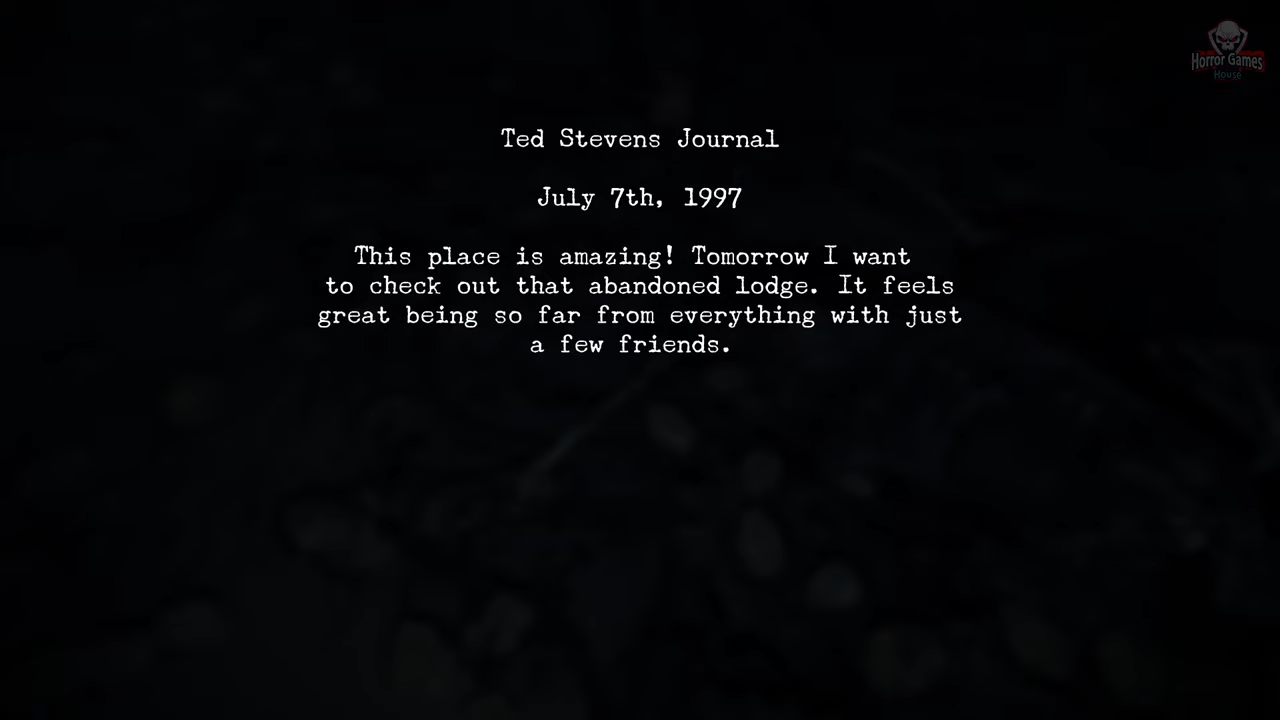 Horror Games
House
Ted Stevens Journal
July 7th, 1997
This place is amazing! Tomorrow I want
to check out that abandoned lodge. It feels
great being so far from everything with just
a few friends.